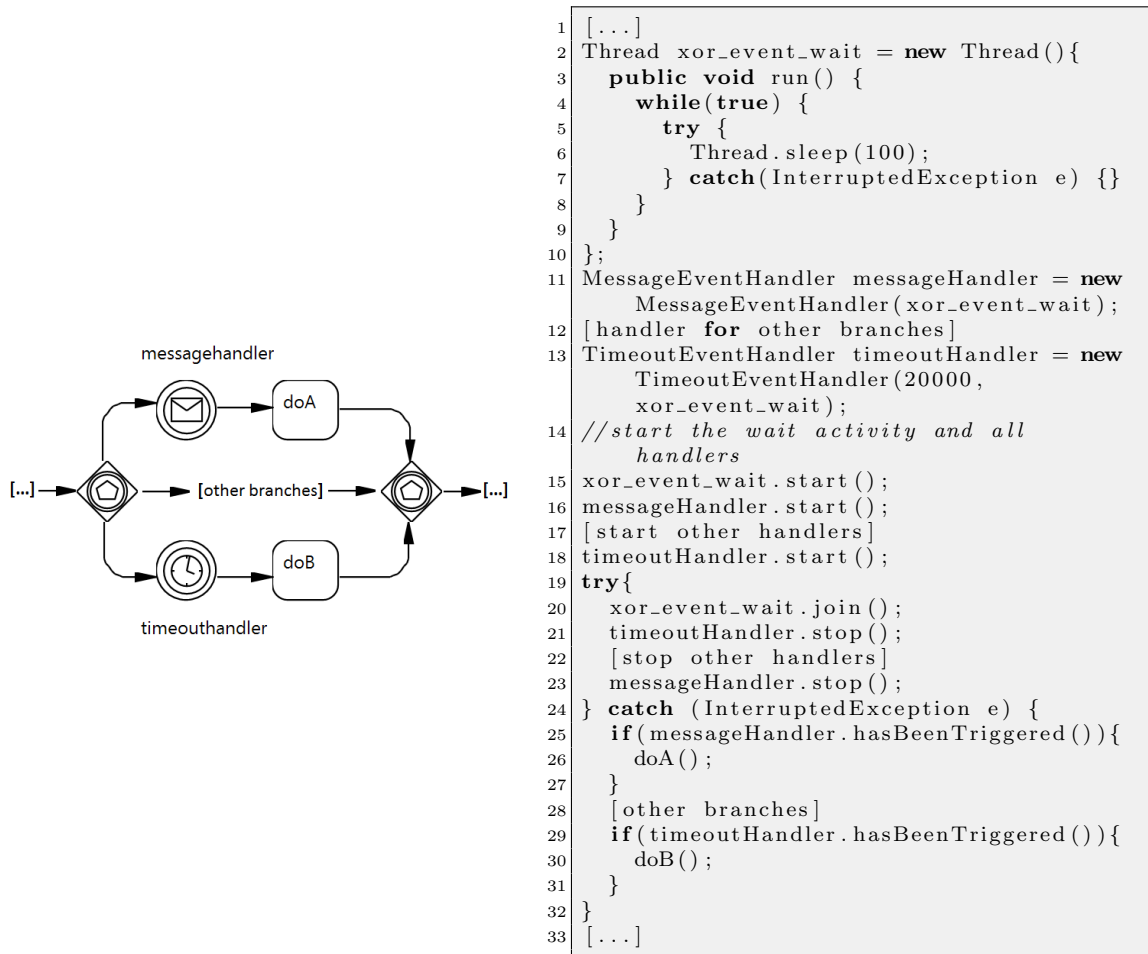 messagehandler
doA
[...]
[other branches]
[...]
doB
timeouthandler
1 [...]
2 Thread xor_event_wait = new Thread(){
3 public void run() {
4 while(true) {
5 try {
6 Thread.sleep(100);
7 } catch(InterruptedException e) {}
8 }
9 }
10 };
11 MessageEventHandler messageHandler = new
MessageEventHandler(xor_event_wait);
12 [handler for other branches]
13 TimeoutEventHandler timeoutHandler = new
TimeoutEventHandler(20000,
xor_event_wait);
14 //start the wait activity and all
handlers
15 xor_event_wait.start();
16 messageHandler.start();
17 [start other handlers]
18 timeoutHandler.start();
19 try{
20 xor_event_wait.join();
21 timeoutHandler.stop();
22 [stop other handlers]
23 messageHandler.stop();
24 } catch (InterruptedException e) {
25 if(messageHandler.hasBeenTriggered()){
26 doA();
27 }
28 [other branches]
29 if(timeoutHandler.hasBeenTriggered()){
30 doB();
31 }
32 }
33 [...]